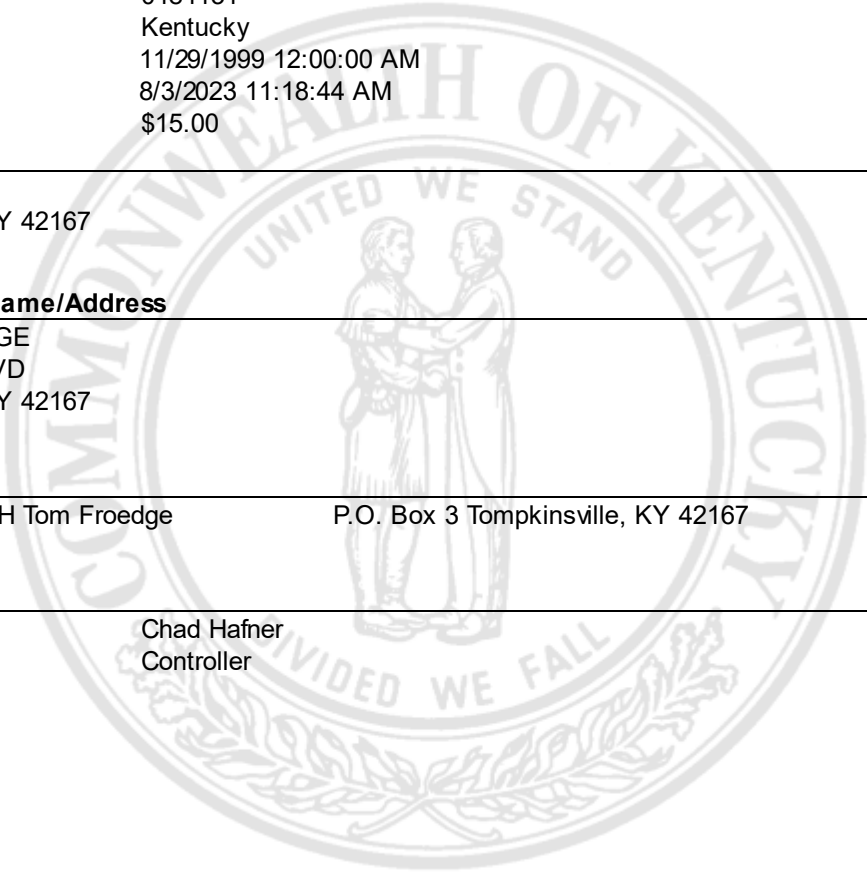 Kentucky
11/29/1999 12:00:00 AM
8/3/2023 11:18:44 AM
$15.00
Y 42167
ame/Address
GE
VD
Y 42167
H Tom Froedge P.O. Box 3 Tompkinsville, KY 42167
Chad Hafner
Controller
COMMONWEALTH OF KENTUCKY
UNITED WE STAND
DIVIDED WE FALL